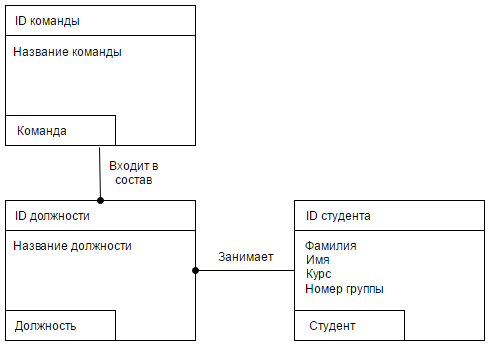 ID команды
Название команды
Команда
Входит в
состав
ID должности
Название должности
Должность
Занимает
ID студента
Фамилия
Имя
Курс
Номер группы
Студент